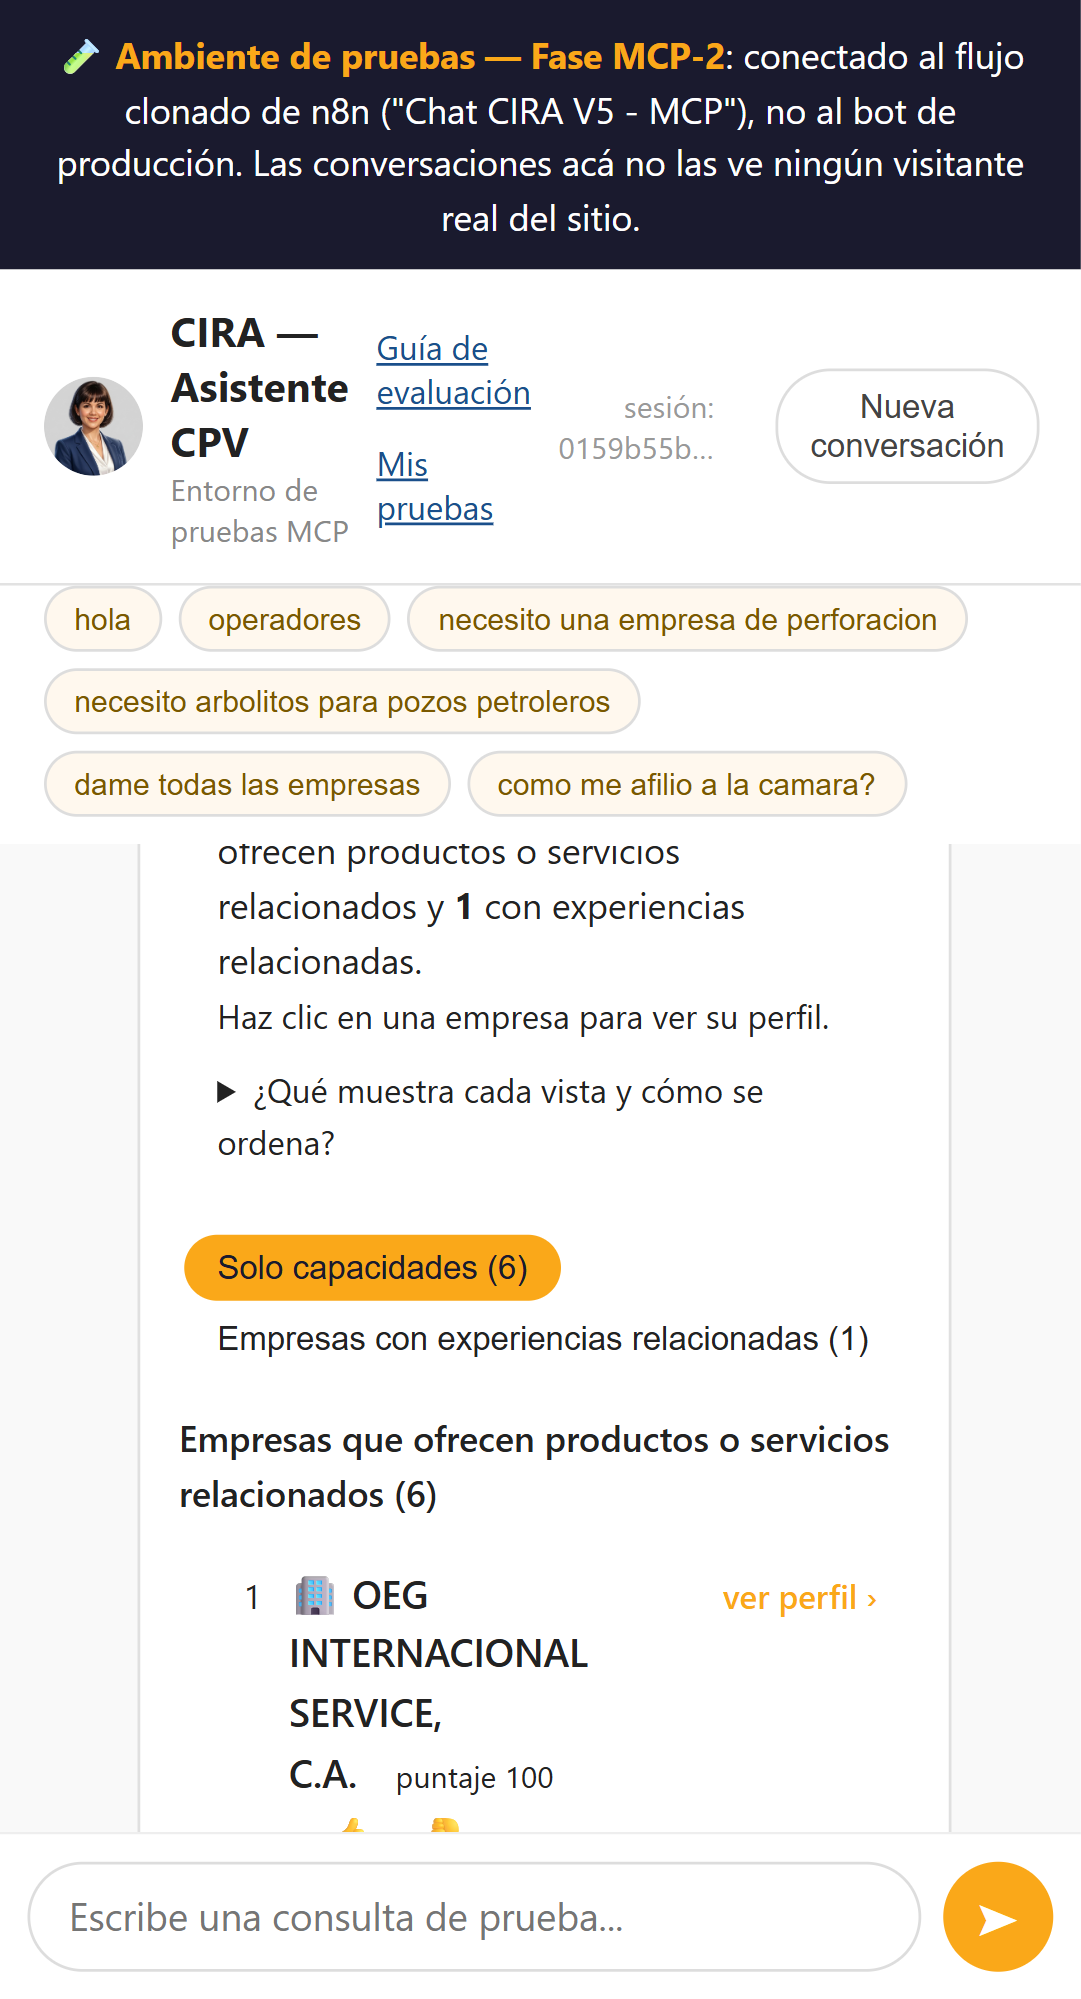 Ambiente de pruebas — Fase MCP-2: conectado al flujo
clonado de n8n ("Chat CIRA V5 - MCP"), no al bot de
producción. Las conversaciones acá no las ve ningún visitante
real del sitio.
CIRA —
Asistente
CPV
Entorno de
pruebas MCP
Guía de
evaluación
Mis
pruebas
sesión:
0159b55b...
Nueva
conversación
hola
operadores
necesito una empresa de perforacion
necesito arbolitos para pozos petroleros
dame todas las empresas
como me afilio a la camara?
ofrecen productos o servicios
relacionados y 1 con experiencias
relacionadas.
Haz clic en una empresa para ver su perfil.
▶ ¿Qué muestra cada vista y cómo se
ordena?
Solo capacidades (6)
Empresas con experiencias relacionadas (1)
Empresas que ofrecen productos o servicios
relacionados (6)
1 OEG ver perfil ›
INTERNACIONAL
SERVICE,
C.A. puntaje 100
Escribe una consulta de prueba...